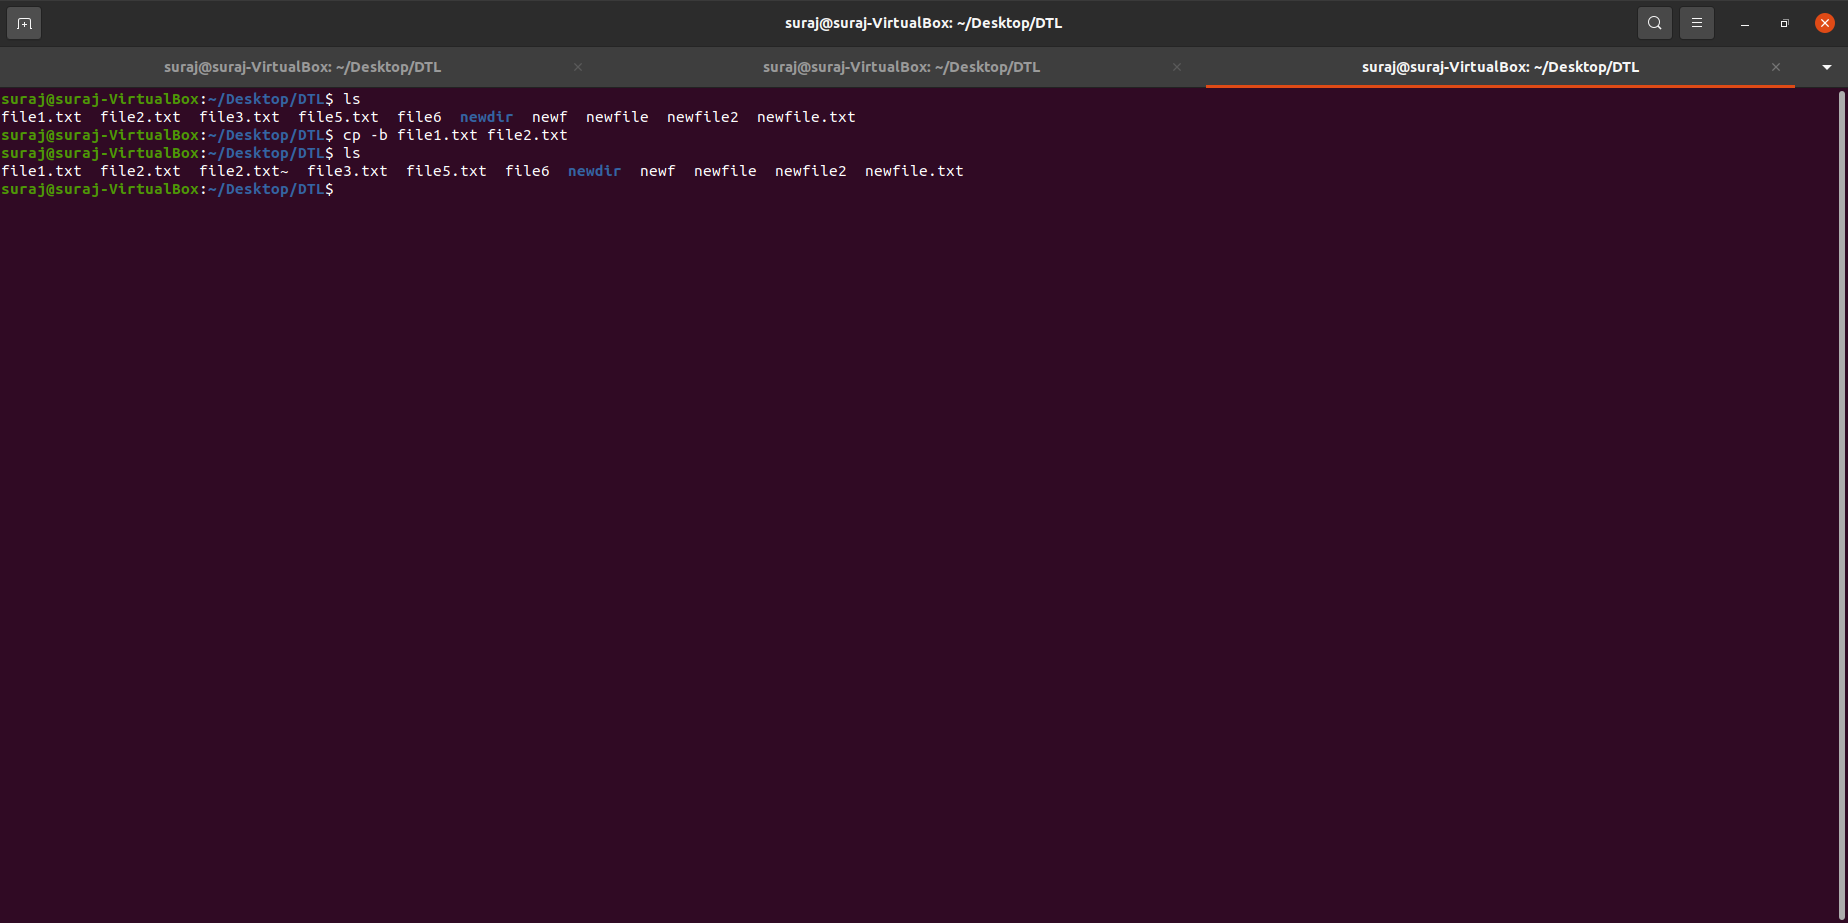 suraj@suraj-VirtualBox: ~/Desktop/DTL
suraj@suraj-VirtualBox: ~/Desktop/DTL
suraj@suraj-VirtualBox: ~/Desktop/DTL
suraj@suraj-VirtualBox: ~/Desktop/DTL
suraj@suraj-VirtualBox:~/Desktop/DTL$ ls
file1.txt  file2.txt  file3.txt  file5.txt  file6  newdir  newf  newfile  newfile2  newfile.txt
suraj@suraj-VirtualBox:~/Desktop/DTL$ cp -b file1.txt file2.txt
suraj@suraj-VirtualBox:~/Desktop/DTL$ ls
file1.txt  file2.txt  file2.txt~  file3.txt  file5.txt  file6  newdir  newf  newfile  newfile2  newfile.txt
suraj@suraj-VirtualBox:~/Desktop/DTL$